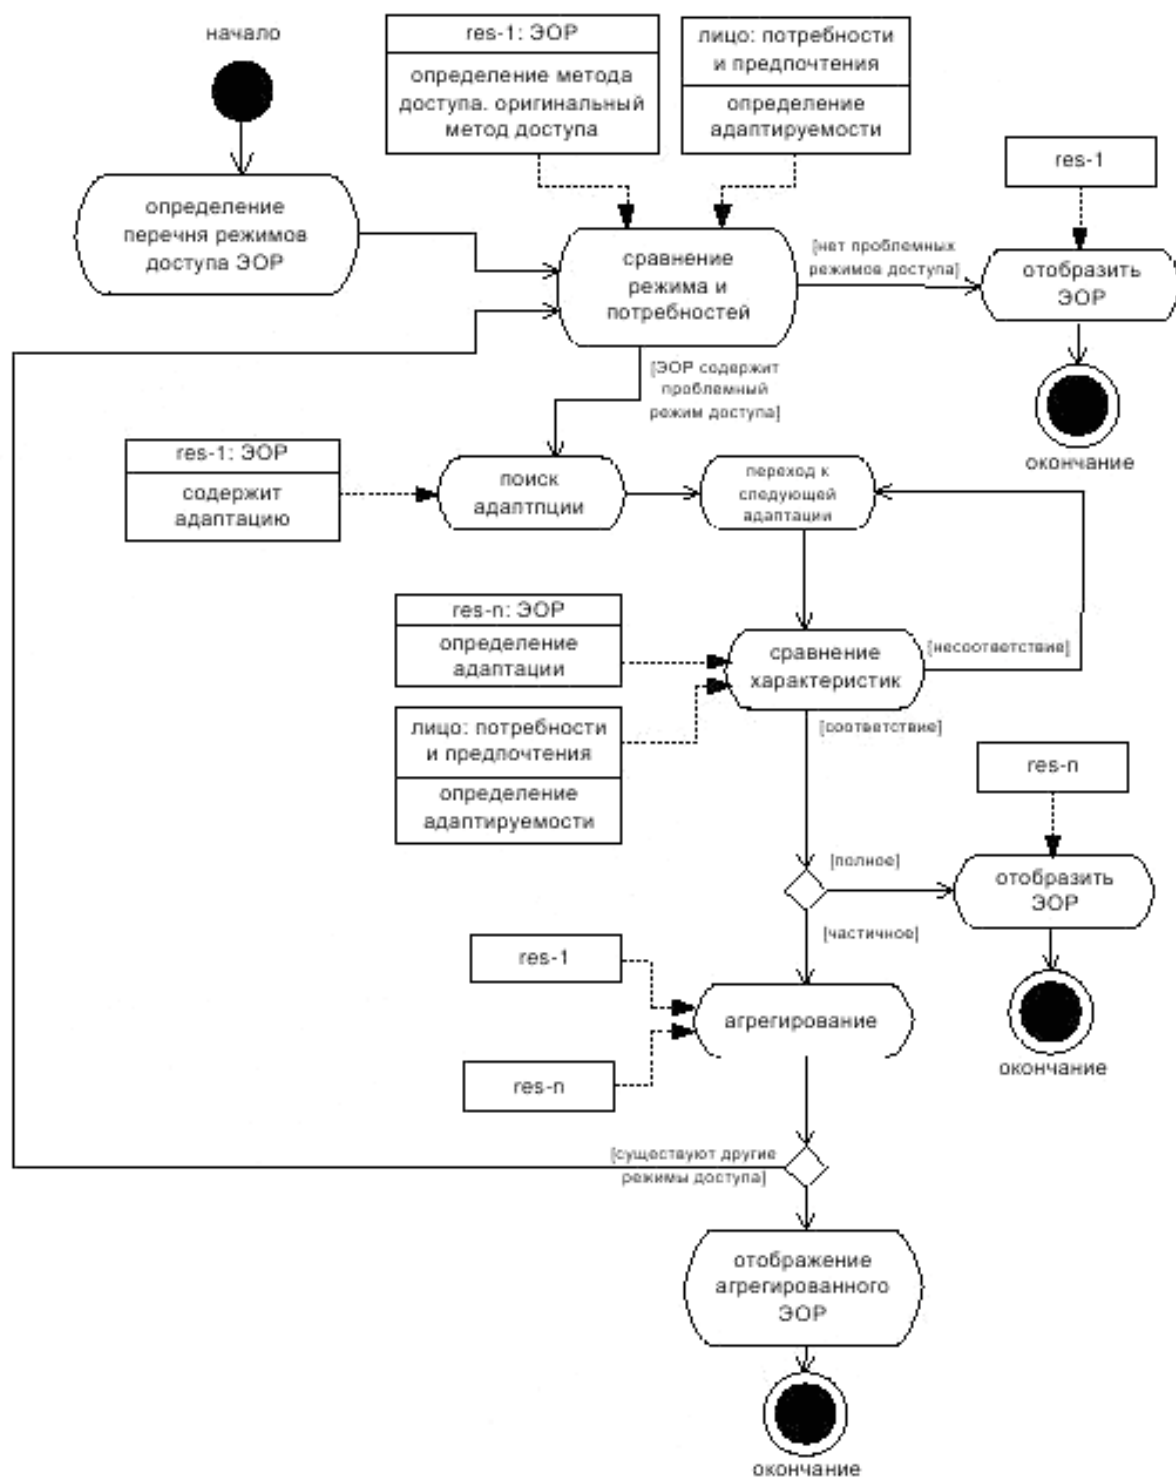 начало
res-1: ЭОР
определение метода
доступа. оригинальный
метод доступа
лицо: потребности
и предпочтения
определение
адаптируемости
res-1
определение
перечня режимов
доступа ЭОР
сравнение
режима и
потребностей
[нет проблемных
режимов доступа]
отобразить
ЭОР
окончание
[ЭОР содержит
проблемный
режим доступа]
res-1: ЭОР
содержит
адаптацию
поиск
адаптпции
переход к
следующей
адаптации
res-n: ЭОР
определение
адаптации
сравнение
характеристик
[несоответствие]
лицо: потребности
и предпочтения
определение
адаптируемости
[соответствие]
res-n
[полное]
отобразить
ЭОР
окончание
[частичное]
res-1
агрегирование
res-n
[существуют другие
режимы доступа]
отображение
агрегированного
ЭОР
окончание